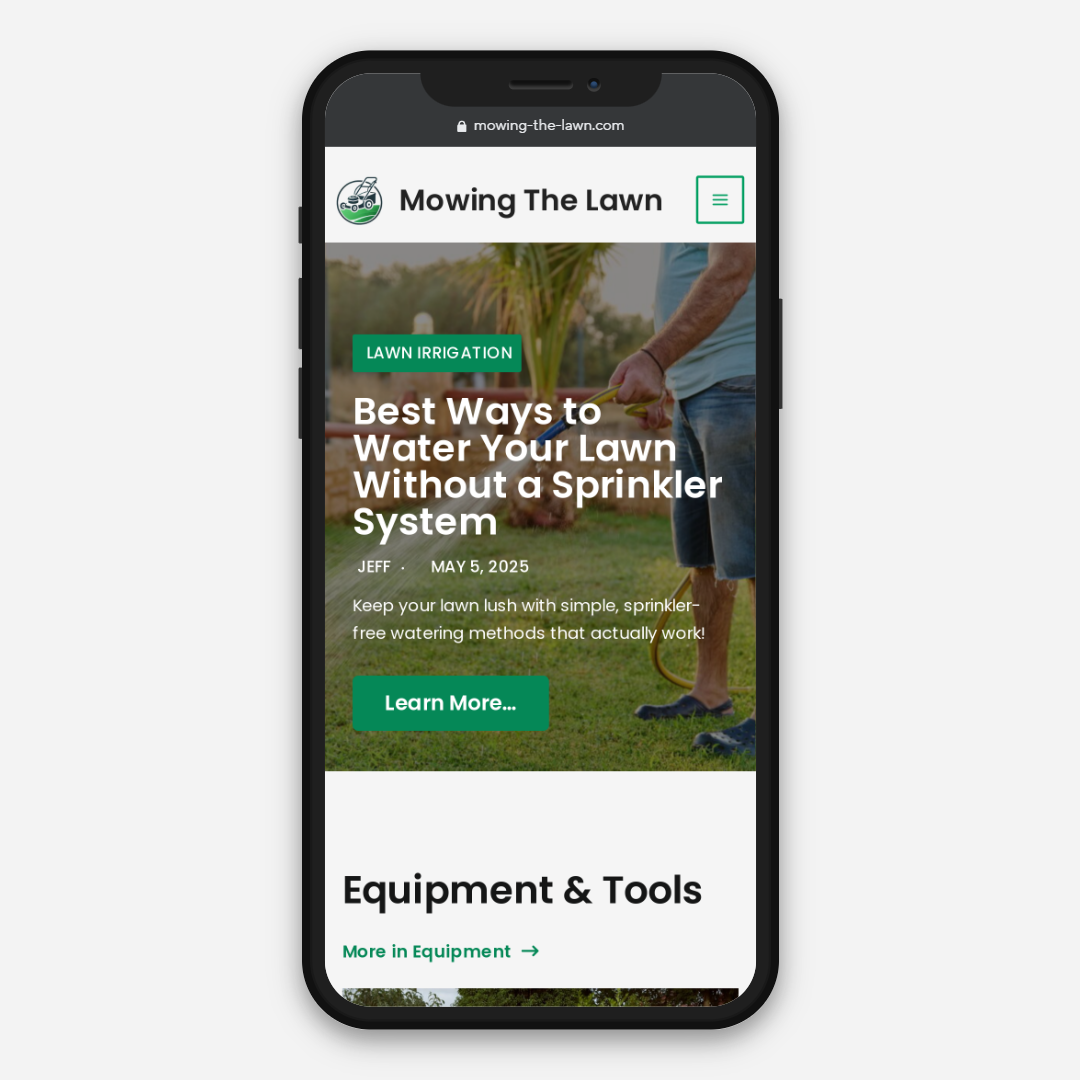 mowing-the-lawn.com
Mowing The Lawn
LAWN IRRIGATION
Best Ways to
Water Your Lawn
Without a Sprinkler
System
JEFF · MAY 5, 2025
Keep your lawn lush with simple, sprinkler-
free watering methods that actually work!
Learn More...
Equipment & Tools
More in Equipment →